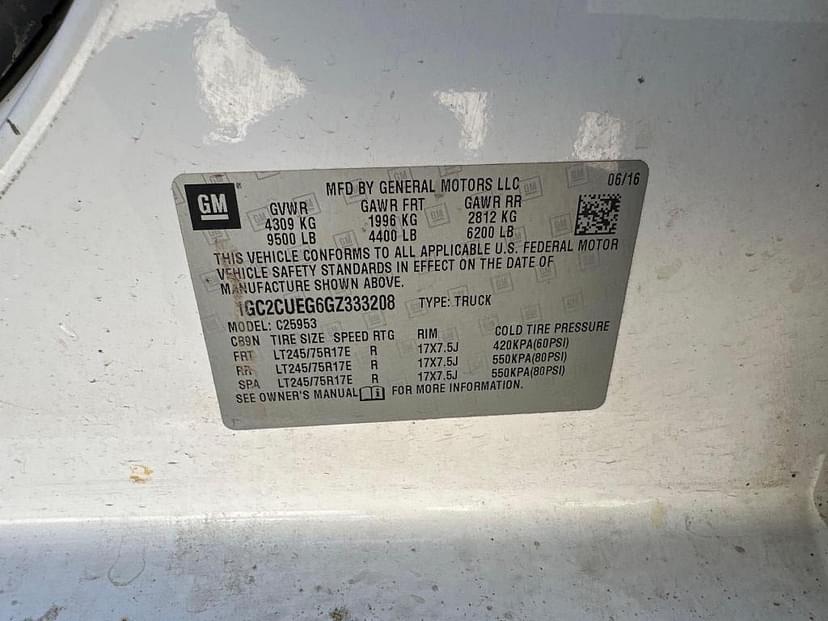 GM
MFD BY GENERAL MOTORS LLC 06/16
GVWR GAWR FRT GAWR RR
4309 KG 1996 KG 2812 KG
9500 LB 4400 LB 6200 LB
THIS VEHICLE CONFORMS TO ALL APPLICABLE U.S. FEDERAL MOTOR
VEHICLE SAFETY STANDARDS IN EFFECT ON THE DATE OF
MANUFACTURE SHOWN ABOVE.
1GC2CUEG6GZ333208 TYPE: TRUCK
MODEL: C25953
CB9N TIRE SIZE SPEED RTG RIM COLD TIRE PRESSURE
FRT LT245/75R17E R 17X7.5J 420KPA(60PSI)
RR LT245/75R17E R 17X7.5J 550KPA(80PSI)
SPA LT245/75R17E R 17X7.5J 550KPA(80PSI)
SEE OWNER'S MANUAL FOR MORE INFORMATION.